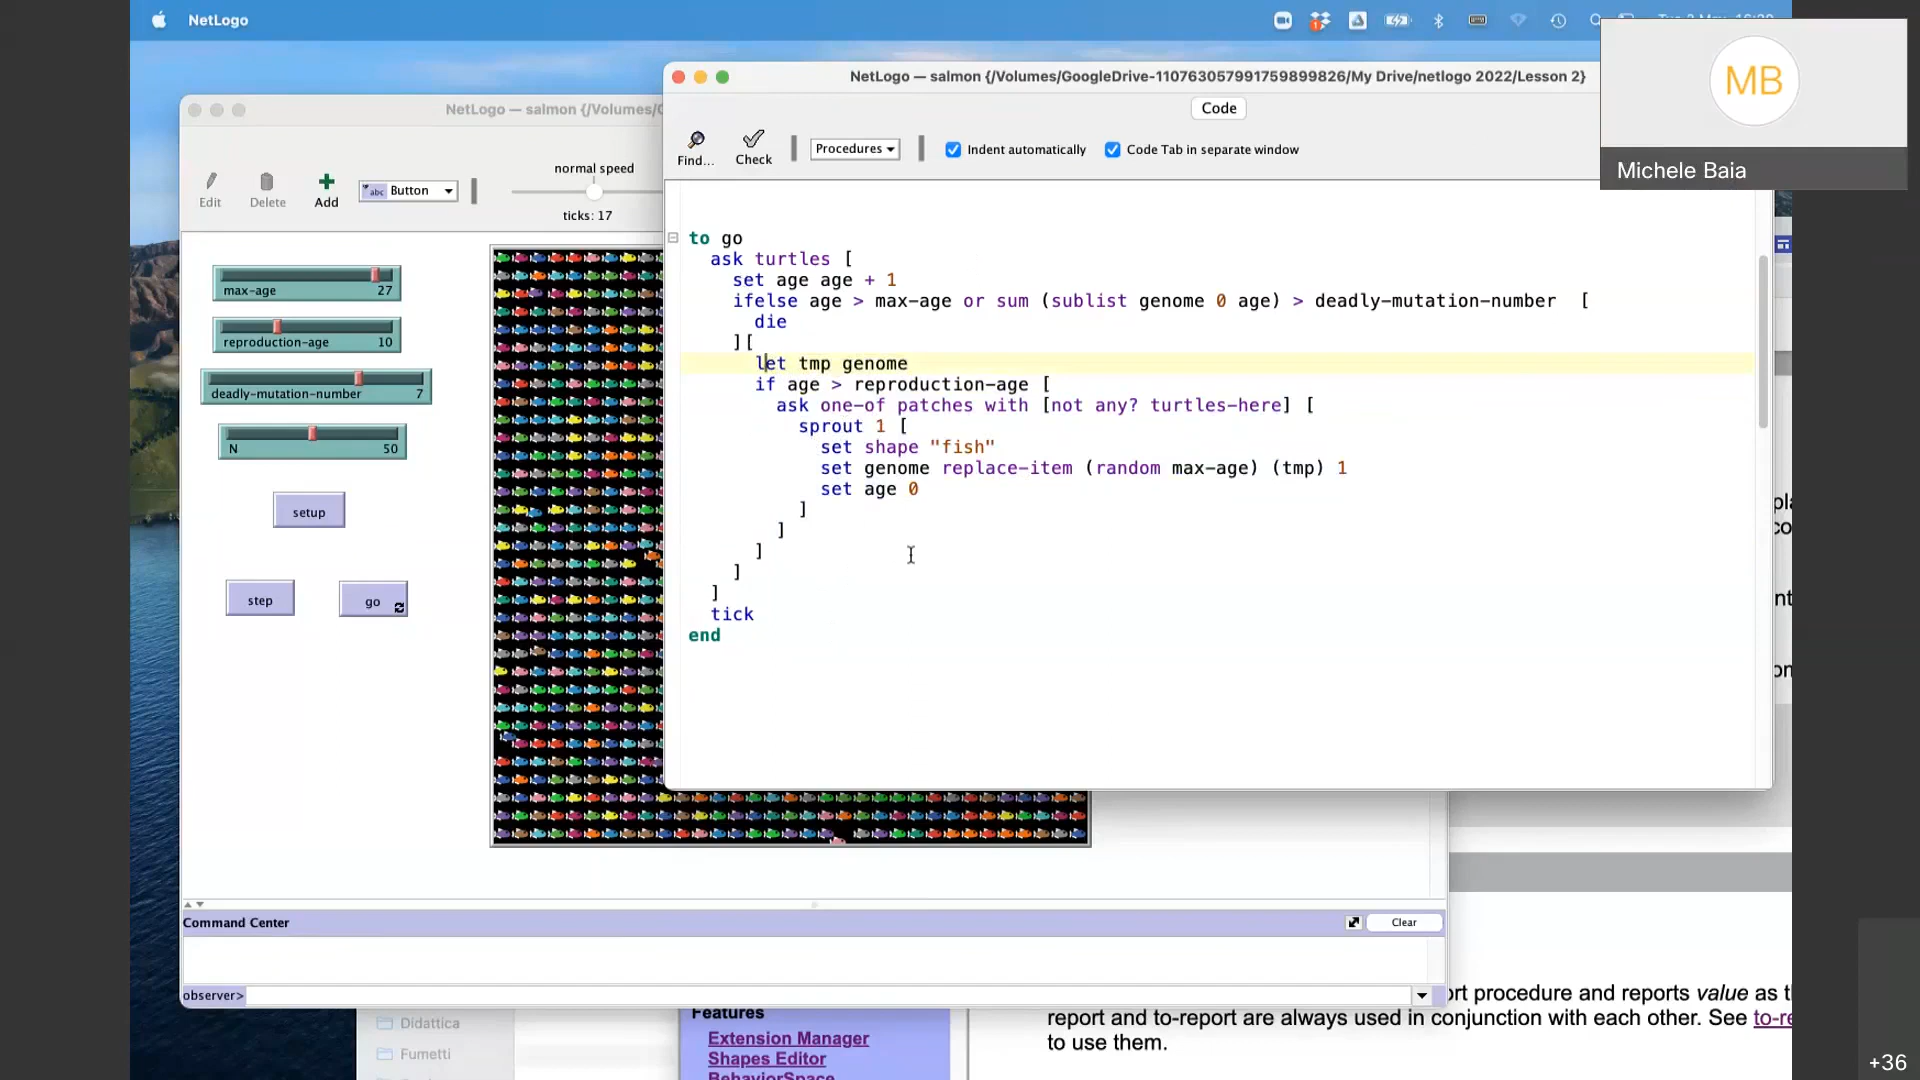 NetLogo
NetLogo — salmon {/Volumes/GoogleDrive-110763057991759899826/My Drive/netlogo 2022/Lesson 2}
MB
Michele Baia
NetLogo — salmon {/Volumes/
Code
Find...
Check
Procedures
Indent automatically
Code Tab in separate window
Edit
Delete
Add
abc Button
normal speed
ticks: 17
max-age 27
reproduction-age 10
deadly-mutation-number 7
N 50
setup
step
go
to go
ask turtles [
set age age + 1
ifelse age > max-age or sum (sublist genome 0 age) > deadly-mutation-number [
die
][
let tmp genome
if age > reproduction-age [
ask one-of patches with [not any? turtles-here] [
sprout 1 [
set shape "fish"
set genome replace-item (random max-age) (tmp) 1
set age 0
]
]
]
]
]
tick
end
Command Center
Clear
observer>
Didattica
Fumetti
Features
Extension Manager
Shapes Editor
BehaviorSpace
ort procedure and reports value as t
report and to-report are always used in conjunction with each other. See to-re
to use them.
+36